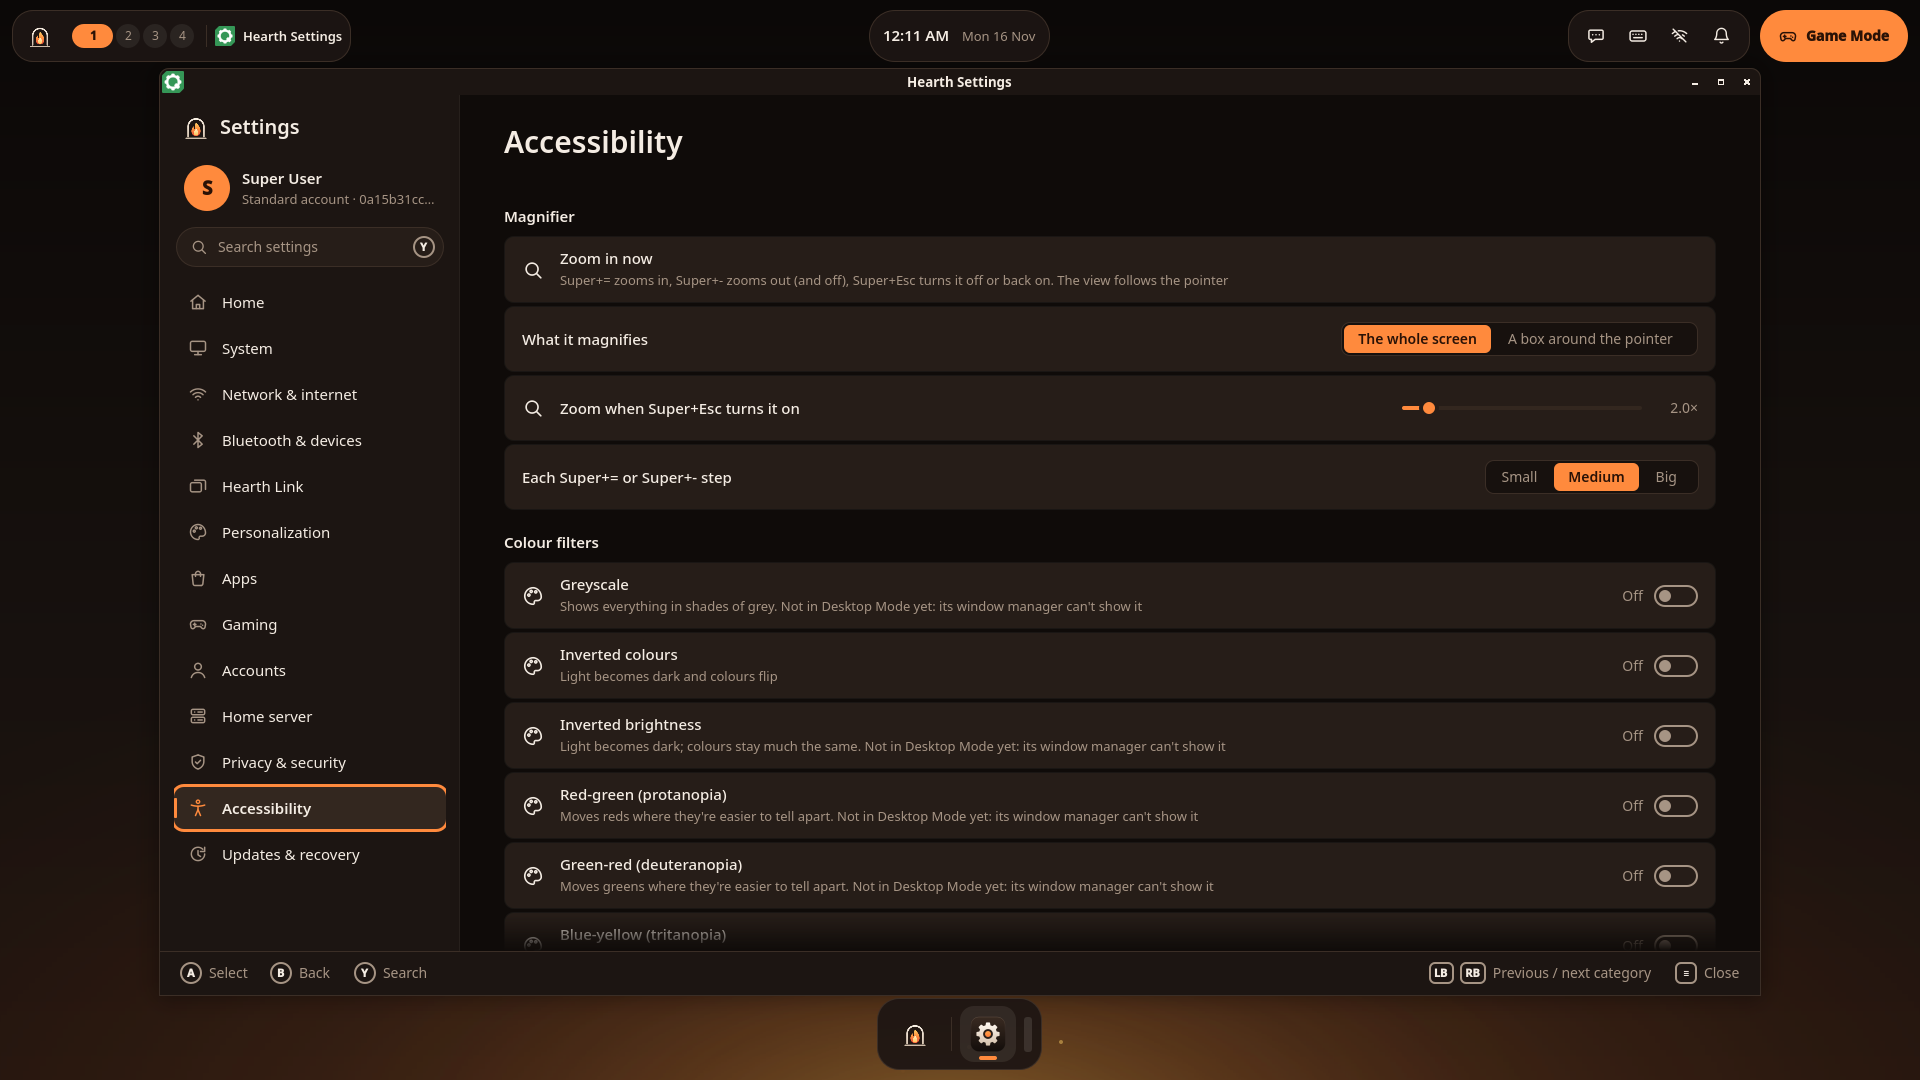 1 2 3 4 Hearth Settings
12:11 AM Mon 16 Nov
Game Mode
Hearth Settings
Settings
S
Super User
Standard account · 0a15b31cc...
Search settings Y
Home
System
Network & internet
Bluetooth & devices
Hearth Link
Personalization
Apps
Gaming
Accounts
Home server
Privacy & security
Accessibility
Updates & recovery
Accessibility
Magnifier
Zoom in now
Super+= zooms in, Super+- zooms out (and off), Super+Esc turns it off or back on. The view follows the pointer
What it magnifies The whole screen A box around the pointer
Zoom when Super+Esc turns it on 2.0×
Each Super+= or Super+- step Small Medium Big
Colour filters
Greyscale
Shows everything in shades of grey. Not in Desktop Mode yet: its window manager can't show it
Off
Inverted colours
Light becomes dark and colours flip
Off
Inverted brightness
Light becomes dark; colours stay much the same. Not in Desktop Mode yet: its window manager can't show it
Off
Red-green (protanopia)
Moves reds where they're easier to tell apart. Not in Desktop Mode yet: its window manager can't show it
Off
Green-red (deuteranopia)
Moves greens where they're easier to tell apart. Not in Desktop Mode yet: its window manager can't show it
Off
Blue-yellow (tritanopia)
Off
A Select B Back Y Search
LB RB Previous / next category Close